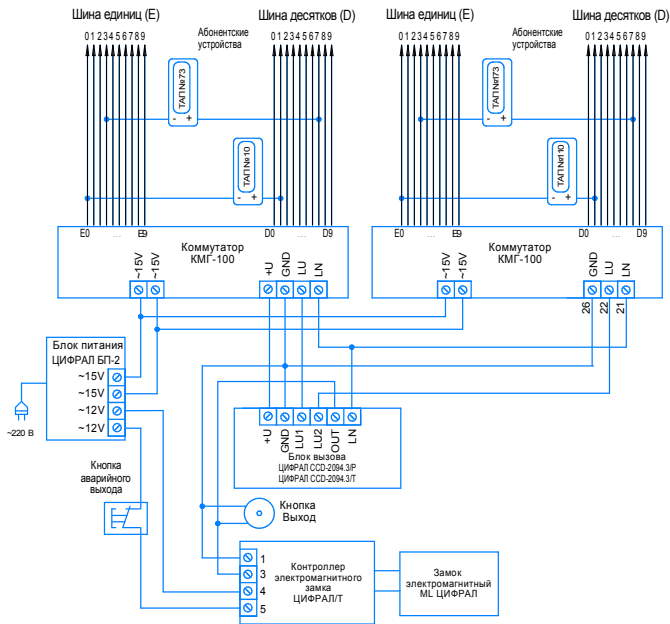 Шина единиц (E)
Шина десятков (D)
Шина единиц (E)
Шина десятков (D)
Абонентские
устройства
Абонентские
устройства
0123456789
0123456789
0123456789
0123456789
ТАП№73
- +
ТАП№10
- +
ТАП№173
- +
ТАП№110
- +
E0 ... E9
D0 ... D9
E0 ... E9
D0 ... D9
Коммутатор
КМГ-100
Коммутатор
КМГ-100
~15V
~15V
+U
GND
LU
LN
~15V
~15V
GND
LU
LN
26
22
21
Блок питания
ЦИФРАЛ БП-2
~15V
~15V
~12V
~12V
~220 В
+U
GND
LU1
LU2
OUT
LN
Блок вызова
ЦИФРАЛ CCD-2094.3/P
ЦИФРАЛ CCD-2094.3/T
Кнопка
аварийного
выхода
Кнопка
Выход
1
3
4
5
Контроллер
электромагнитного
замка
ЦИФРАЛ/Т
Замок
электромагнитный
ML ЦИФРАЛ